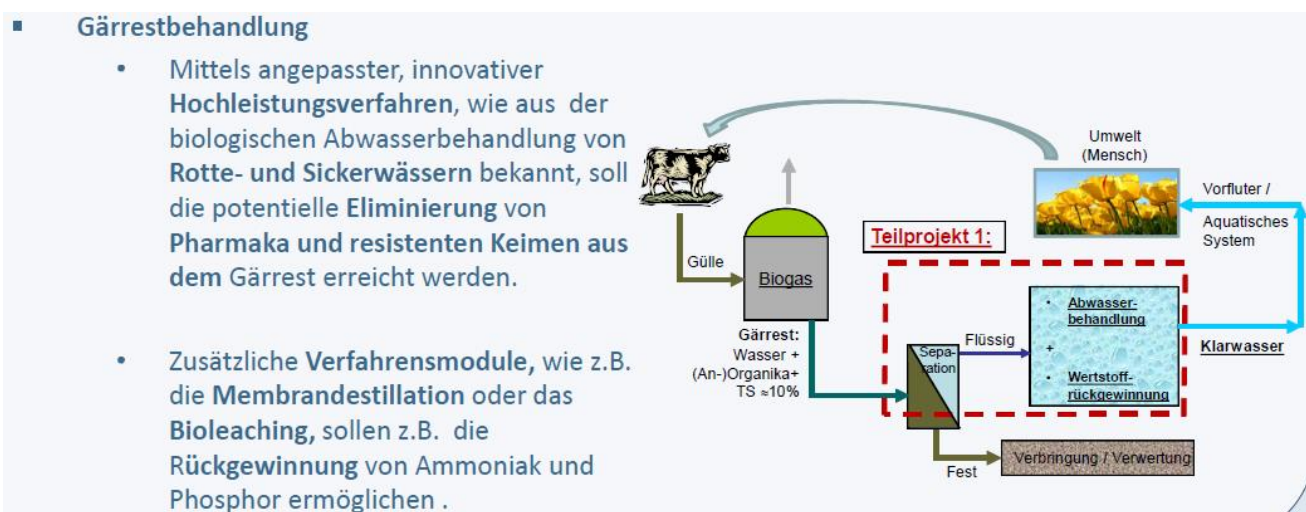 ▪ Gärrestbehandlung
• Mittels angepasster, innovativer
Hochleistungsverfahren, wie aus der
biologischen Abwasserbehandlung von
Rotte- und Sickerwässern bekannt, soll
die potentielle Eliminierung von
Pharmaka und resistenten Keimen aus
dem Gärrest erreicht werden.
• Zusätzliche Verfahrensmodule, wie z.B.
die Membrandestillation oder das
Bioleaching, sollen z.B. die
Rückgewinnung von Ammoniak und
Phosphor ermöglichen .
Umwelt
(Mensch)
Vorfluter /
Aquatisches
System
Teilprojekt 1:
Gülle
Biogas
Gärrest:
Wasser +
(An-)Organika+
TS ≈10%
Sepa-
ration
Flüssig
• Abwasser-
behandlung
+
• Wertstoff-
rückgewinnung
Klarwasser
Fest
Verbringung / Verwertung